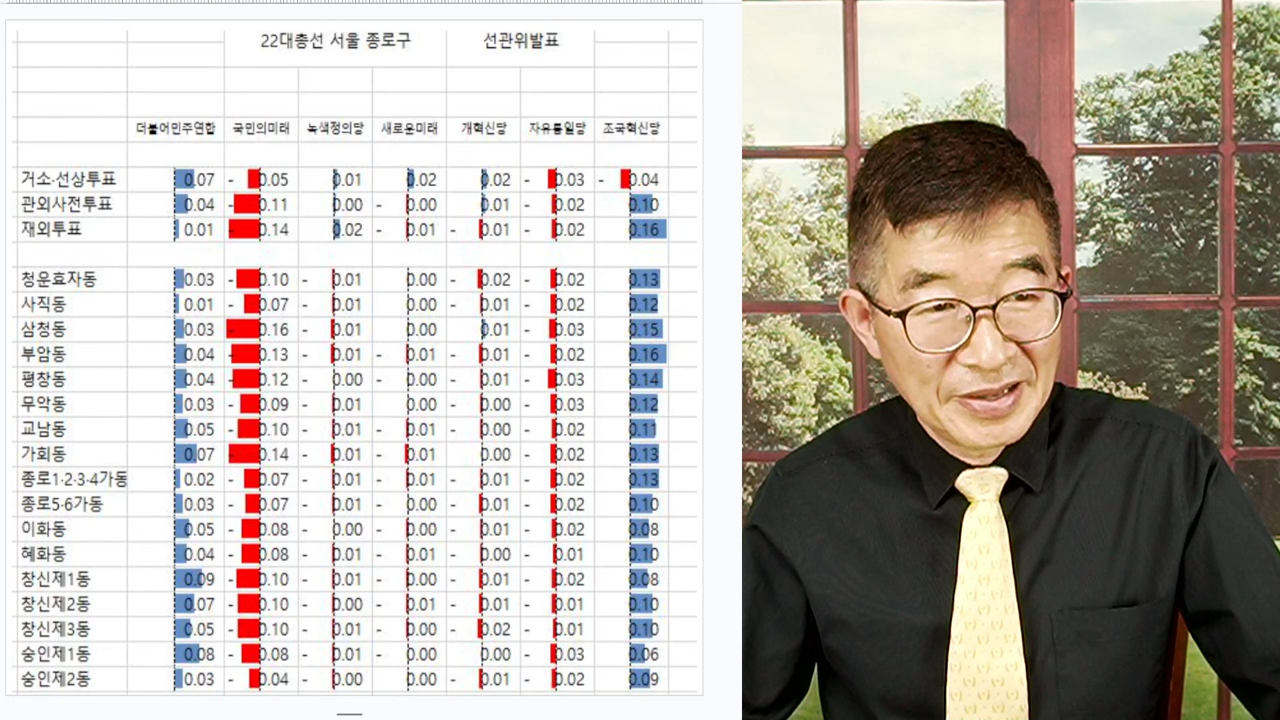 22대총선 서울 종로구 선관위발표
더불어민주연합 국민의미래 녹색정의당 새로운미래 개혁신당 자유통일당 조국혁신당
거소·선상투표 0.07 - 0.05 0.01 0.02 0.02 - 0.03 - 0.04
관외사전투표 0.04 - 0.11 0.00 - 0.00 0.01 - 0.02 0.10
재외투표 0.01 - 0.14 0.02 - 0.01 - 0.01 - 0.02 0.16
청운효자동 0.03 - 0.10 - 0.01 0.00 - 0.02 - 0.02 0.13
사직동 0.01 - 0.07 - 0.01 0.00 - 0.01 - 0.02 0.12
삼청동 0.03 - 0.16 - 0.01 0.00 0.01 - 0.03 0.15
부암동 0.04 - 0.13 - 0.01 - 0.01 - 0.01 - 0.02 0.16
평창동 0.04 - 0.12 - 0.00 - 0.00 - 0.01 - 0.03 0.14
무악동 0.03 - 0.09 - 0.01 - 0.00 - 0.00 - 0.03 0.12
교남동 0.05 - 0.10 - 0.01 - 0.01 - 0.00 - 0.02 0.11
가회동 0.07 - 0.14 - 0.01 - 0.01 0.00 - 0.02 0.13
종로1·2·3·4가동 0.02 - 0.07 - 0.01 - 0.01 - 0.01 - 0.02 0.13
종로5·6가동 0.03 - 0.07 - 0.01 - 0.00 - 0.01 - 0.02 0.10
이화동 0.05 - 0.08 - 0.00 - 0.00 - 0.01 - 0.02 0.08
혜화동 0.04 - 0.08 - 0.01 - 0.01 - 0.00 - 0.01 0.10
창신제1동 0.09 - 0.10 - 0.01 - 0.00 - 0.01 - 0.02 0.08
창신제2동 0.07 - 0.10 - 0.00 - 0.01 - 0.01 - 0.01 0.10
창신제3동 0.05 - 0.10 - 0.01 - 0.00 - 0.02 - 0.01 0.10
숭인제1동 0.08 - 0.08 - 0.01 - 0.00 0.00 - 0.03 0.06
숭인제2동 0.03 - 0.04 - 0.00 - 0.00 - 0.01 - 0.02 0.09